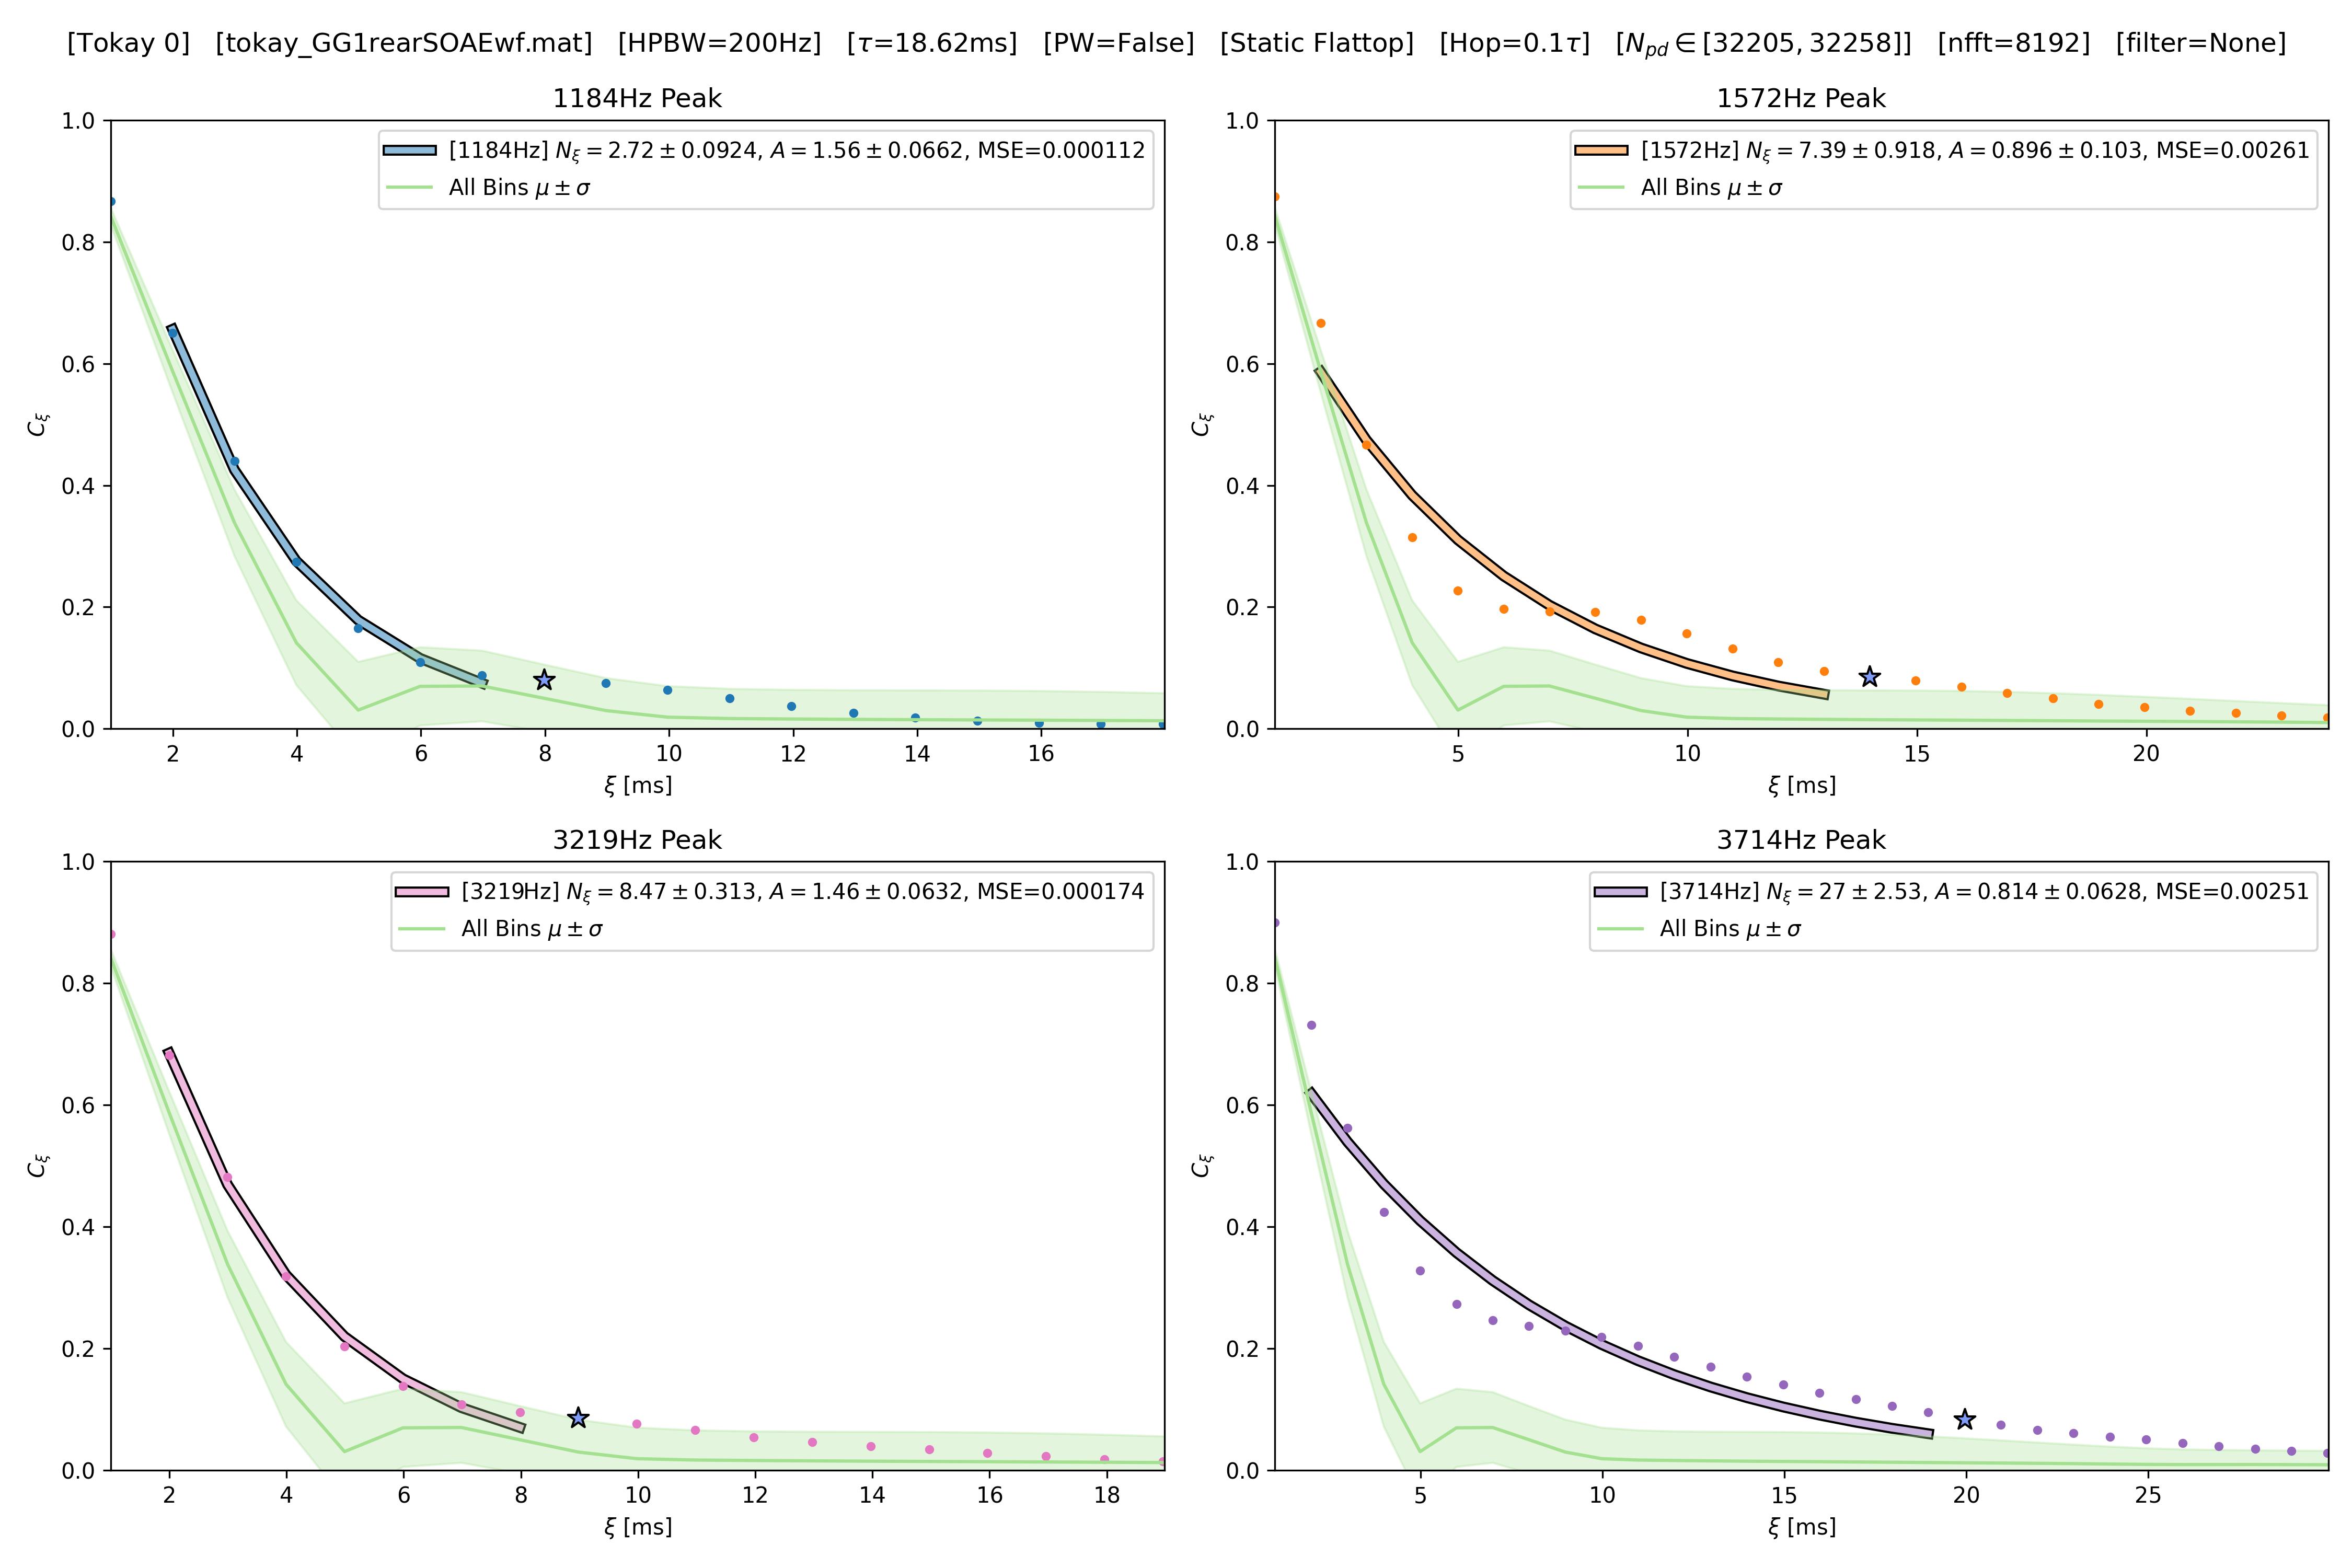 [Tokay 0] [tokay_GG1rearSOAEwf.mat] [HPBW=200Hz] [τ=18.62ms] [PW=False] [Static Flattop] [Hop=0.1τ] [N_pd ∈ [32205, 32258]] [nfft=8192] [filter=None]
1184Hz Peak
1.0
0.8
0.6
0.4
0.2
0.0
C_ξ
[1184Hz] N_ξ = 2.72 ± 0.0924, A = 1.56 ± 0.0662, MSE=0.000112
All Bins μ ± σ
2 4 6 8 10 12 14 16
ξ [ms]
1572Hz Peak
1.0
0.8
0.6
0.4
0.2
0.0
C_ξ
[1572Hz] N_ξ = 7.39 ± 0.918, A = 0.896 ± 0.103, MSE=0.00261
All Bins μ ± σ
5 10 15 20
ξ [ms]
3219Hz Peak
1.0
0.8
0.6
0.4
0.2
0.0
C_ξ
[3219Hz] N_ξ = 8.47 ± 0.313, A = 1.46 ± 0.0632, MSE=0.000174
All Bins μ ± σ
2 4 6 8 10 12 14 16 18
ξ [ms]
3714Hz Peak
1.0
0.8
0.6
0.4
0.2
0.0
C_ξ
[3714Hz] N_ξ = 27 ± 2.53, A = 0.814 ± 0.0628, MSE=0.00251
All Bins μ ± σ
5 10 15 20 25
ξ [ms]